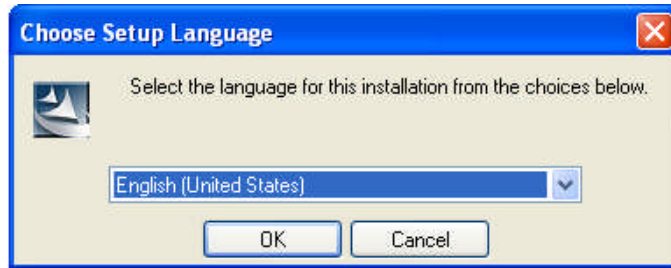 Choose Setup Language
Select the language for this installation from the choices below.
English (United States)
OK
Cancel